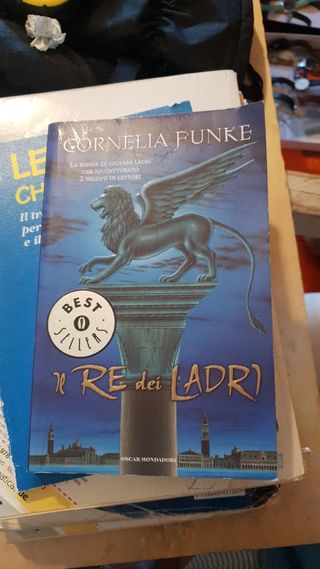 CORNELIA FUNKE
LA BANDA DI GIOVANI LADRI
CHE HA CATTURATO
2 MILIONI DI LETTORI
BEST
SELLERS
Il RE dei LADRI
OSCAR MONDADORI
LE
CH
Il tr
per
e il